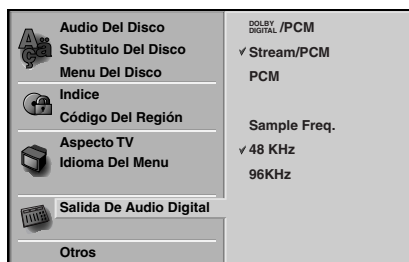 Audio Del Disco
Subtitulo Del Disco
Menu Del Disco
Indice
Código Del Región
Aspecto TV
Idioma Del Menu
Salida De Audio Digital
Otros
DOLBY DIGITAL /PCM
Stream/PCM
PCM
Sample Freq.
48 KHz
96KHz